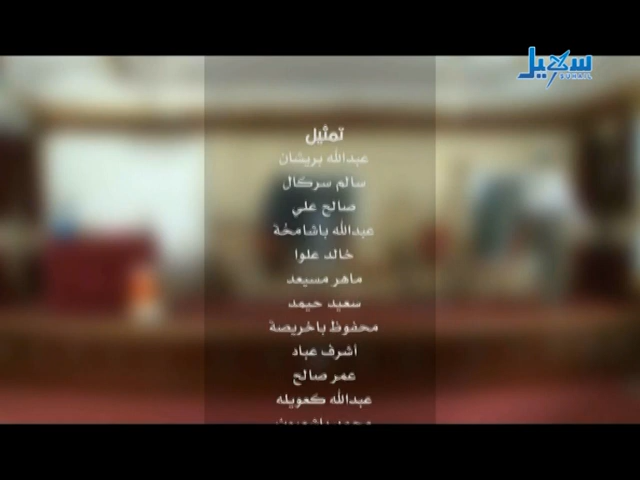 سهيل
SUHAIL
تمثيل
عبدالله بريشان
سالم سركال
صالح علي
عبدالله باشامخة
خالد علوا
ماهر مسيعد
سعيد حيمد
محفوظ باخريصة
أشرف عباد
عمر صالح
عبدالله كعويله
محمد